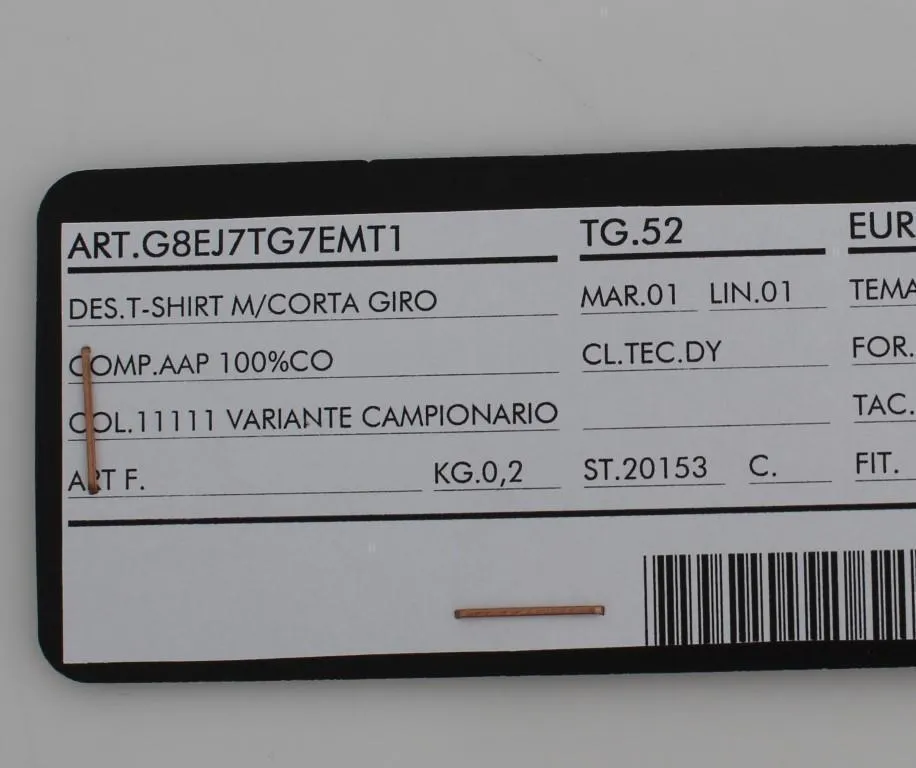 ART.G8EJ7TG7EMT1 TG.52 EUR
DES.T-SHIRT M/CORTA GIRO MAR.01 LIN.01 TEMA
COMP.AAP 100%CO CL.TEC.DY FOR.
COL.11111 VARIANTE CAMPIONARIO TAC.
ART F. KG.0,2 ST.20153 C. FIT.